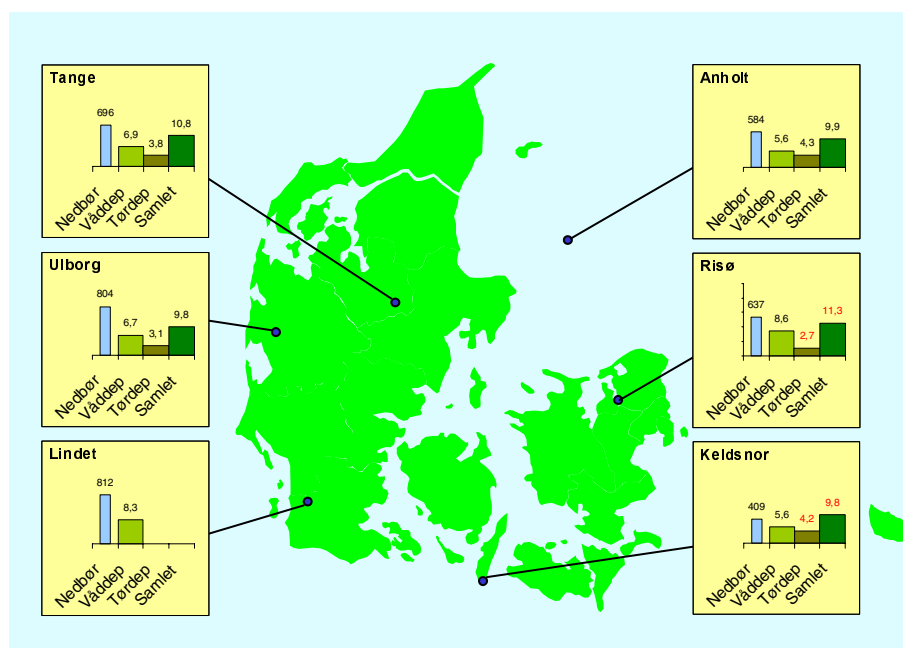 Tange
696
6,9
3,8
10,8
Nedbør
Våddep
Tørdep
Samlet
Ulborg
804
6,7
3,1
9,8
Nedbør
Våddep
Tørdep
Samlet
Lindet
812
8,3
Nedbør
Våddep
Tørdep
Samlet
Anholt
584
5,6
4,3
9,9
Nedbør
Våddep
Tørdep
Samlet
Risø
637
8,6
2,7
11,3
Nedbør
Våddep
Tørdep
Samlet
Keldsnor
409
5,6
4,2
9,8
Nedbør
Våddep
Tørdep
Samlet